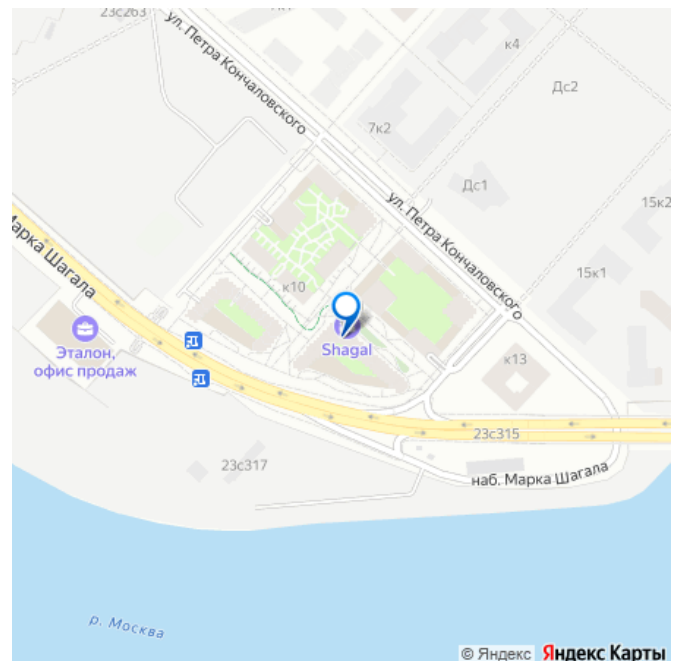 23с263
ул. Петра Кончаловского
к4
Дс2
7к2
Дс1
ул. Петра Кончаловского
15к2
15к1
Марка Шагала
к10
Эталон,
офис продаж
Shagal
к13
23с315
23с317
наб. Марка Шагала
р. Москва
© Яндекс Яндекс Карты